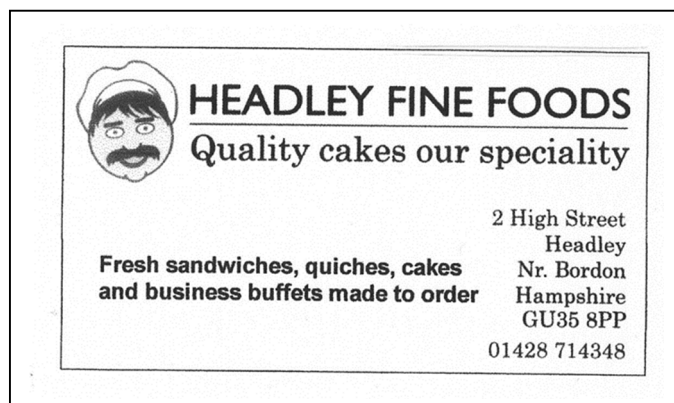 HEADLEY FINE FOODS
Quality cakes our speciality
Fresh sandwiches, quiches, cakes
and business buffets made to order
2 High Street
Headley
Nr. Bordon
Hampshire
GU35 8PP
01428 714348